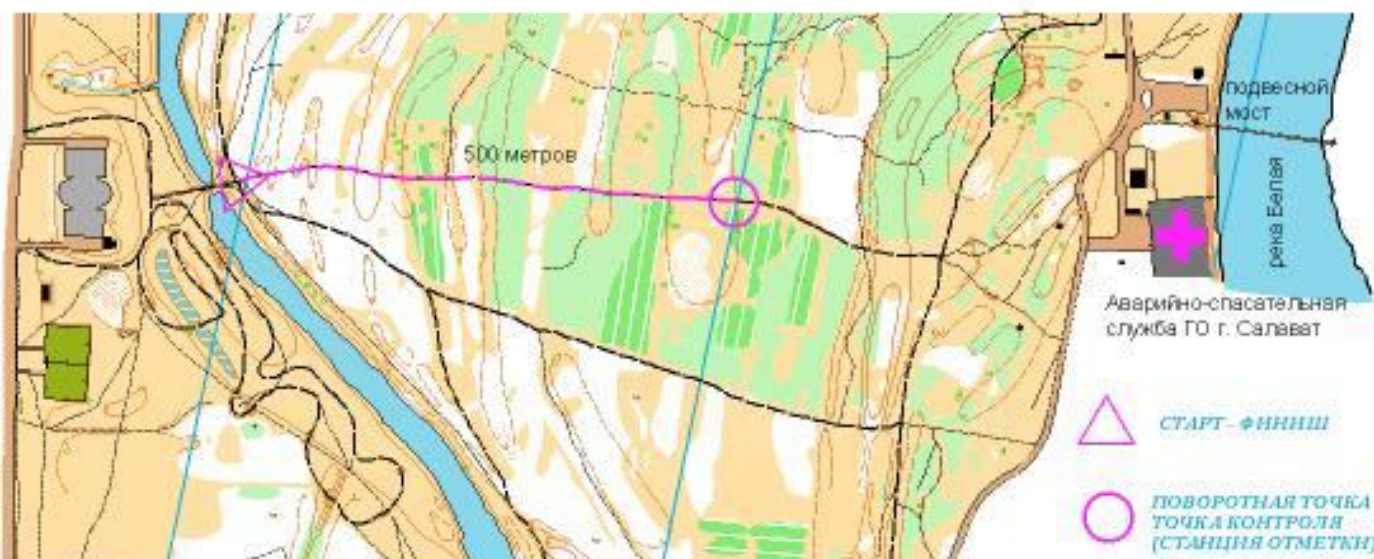 подвесной
мост
500 метров
река Белая
Аварийно-спасательная
служба ГО г. Салават
СТАРТ - ФИНИШ
ПОВОРОТНАЯ ТОЧКА
ТОЧКА КОНТРОЛЯ
(СТАНЦИЯ ОТМЕТКИ)